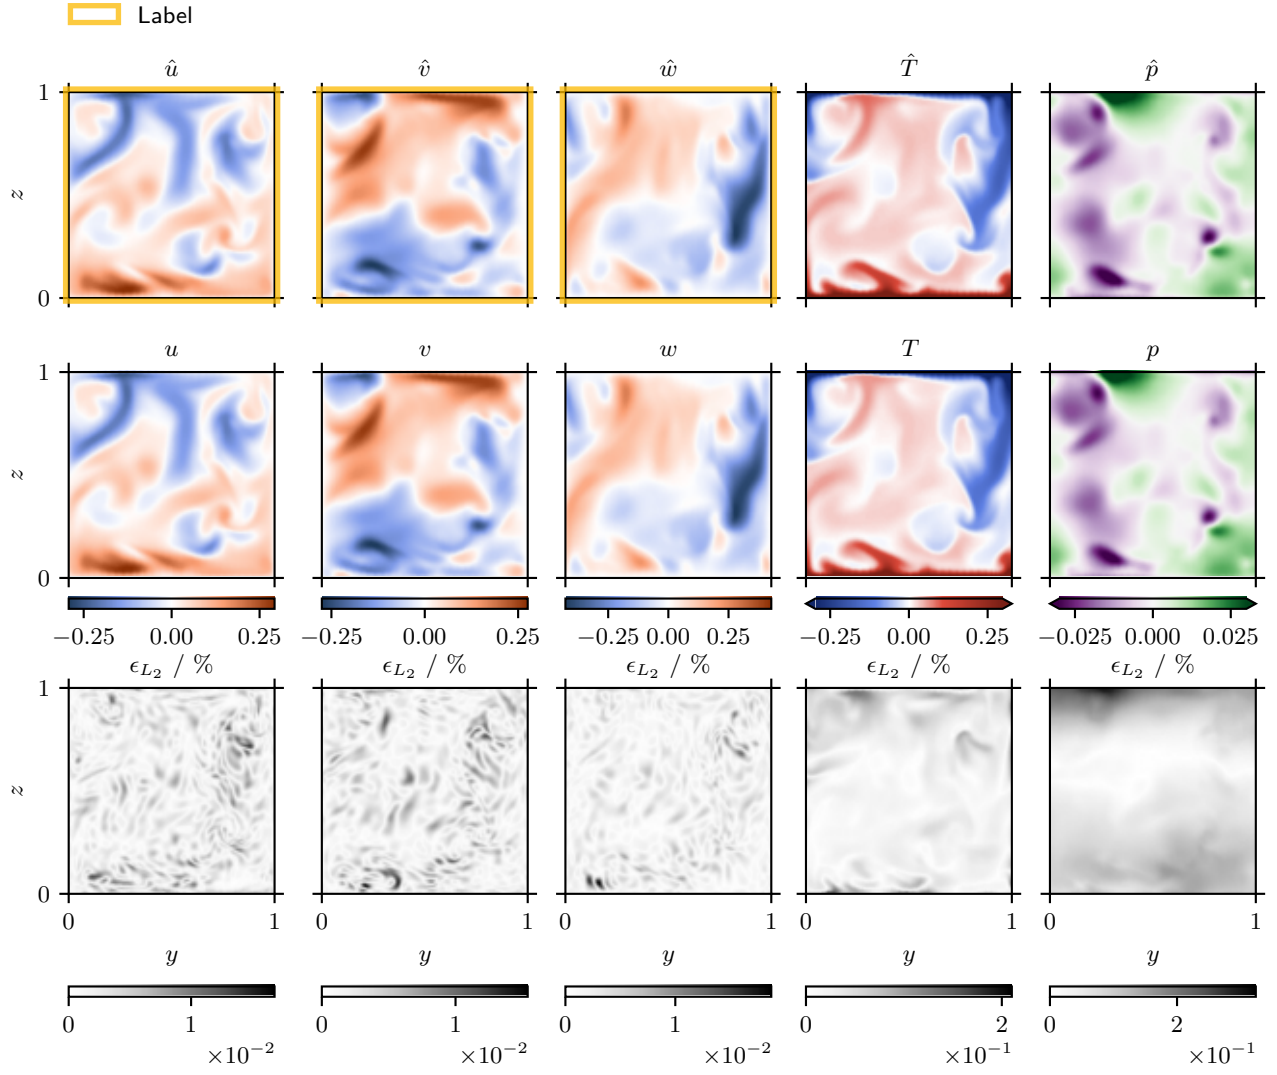 Label
û v̂ ŵ T̂ p̂
1
z
0
u v w T p
1
z
0
−0.25 0.00 0.25 −0.25 0.00 0.25 −0.25 0.00 0.25 −0.25 0.00 0.25 −0.025 0.000 0.025
ϵ_{L_2} / % ϵ_{L_2} / % ϵ_{L_2} / % ϵ_{L_2} / % ϵ_{L_2} / %
1
z
0
0 1 0 1 0 1 0 1 0 1
y y y y y
0 1 0 1 0 1 0 2 0 2
×10⁻² ×10⁻² ×10⁻² ×10⁻¹ ×10⁻¹